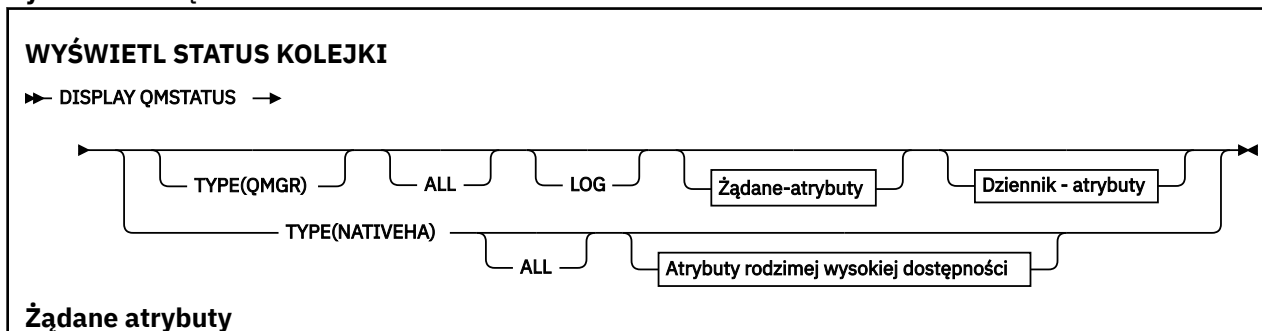 WYŚWIETL STATUS KOLEJKI
DISPLAY QMSTATUS
TYPE(QMGR) ALL LOG Żądane-atrybuty Dziennik - atrybuty
TYPE(NATIVEHA)
ALL Atrybuty rodzimej wysokiej dostępności
Żądane atrybuty